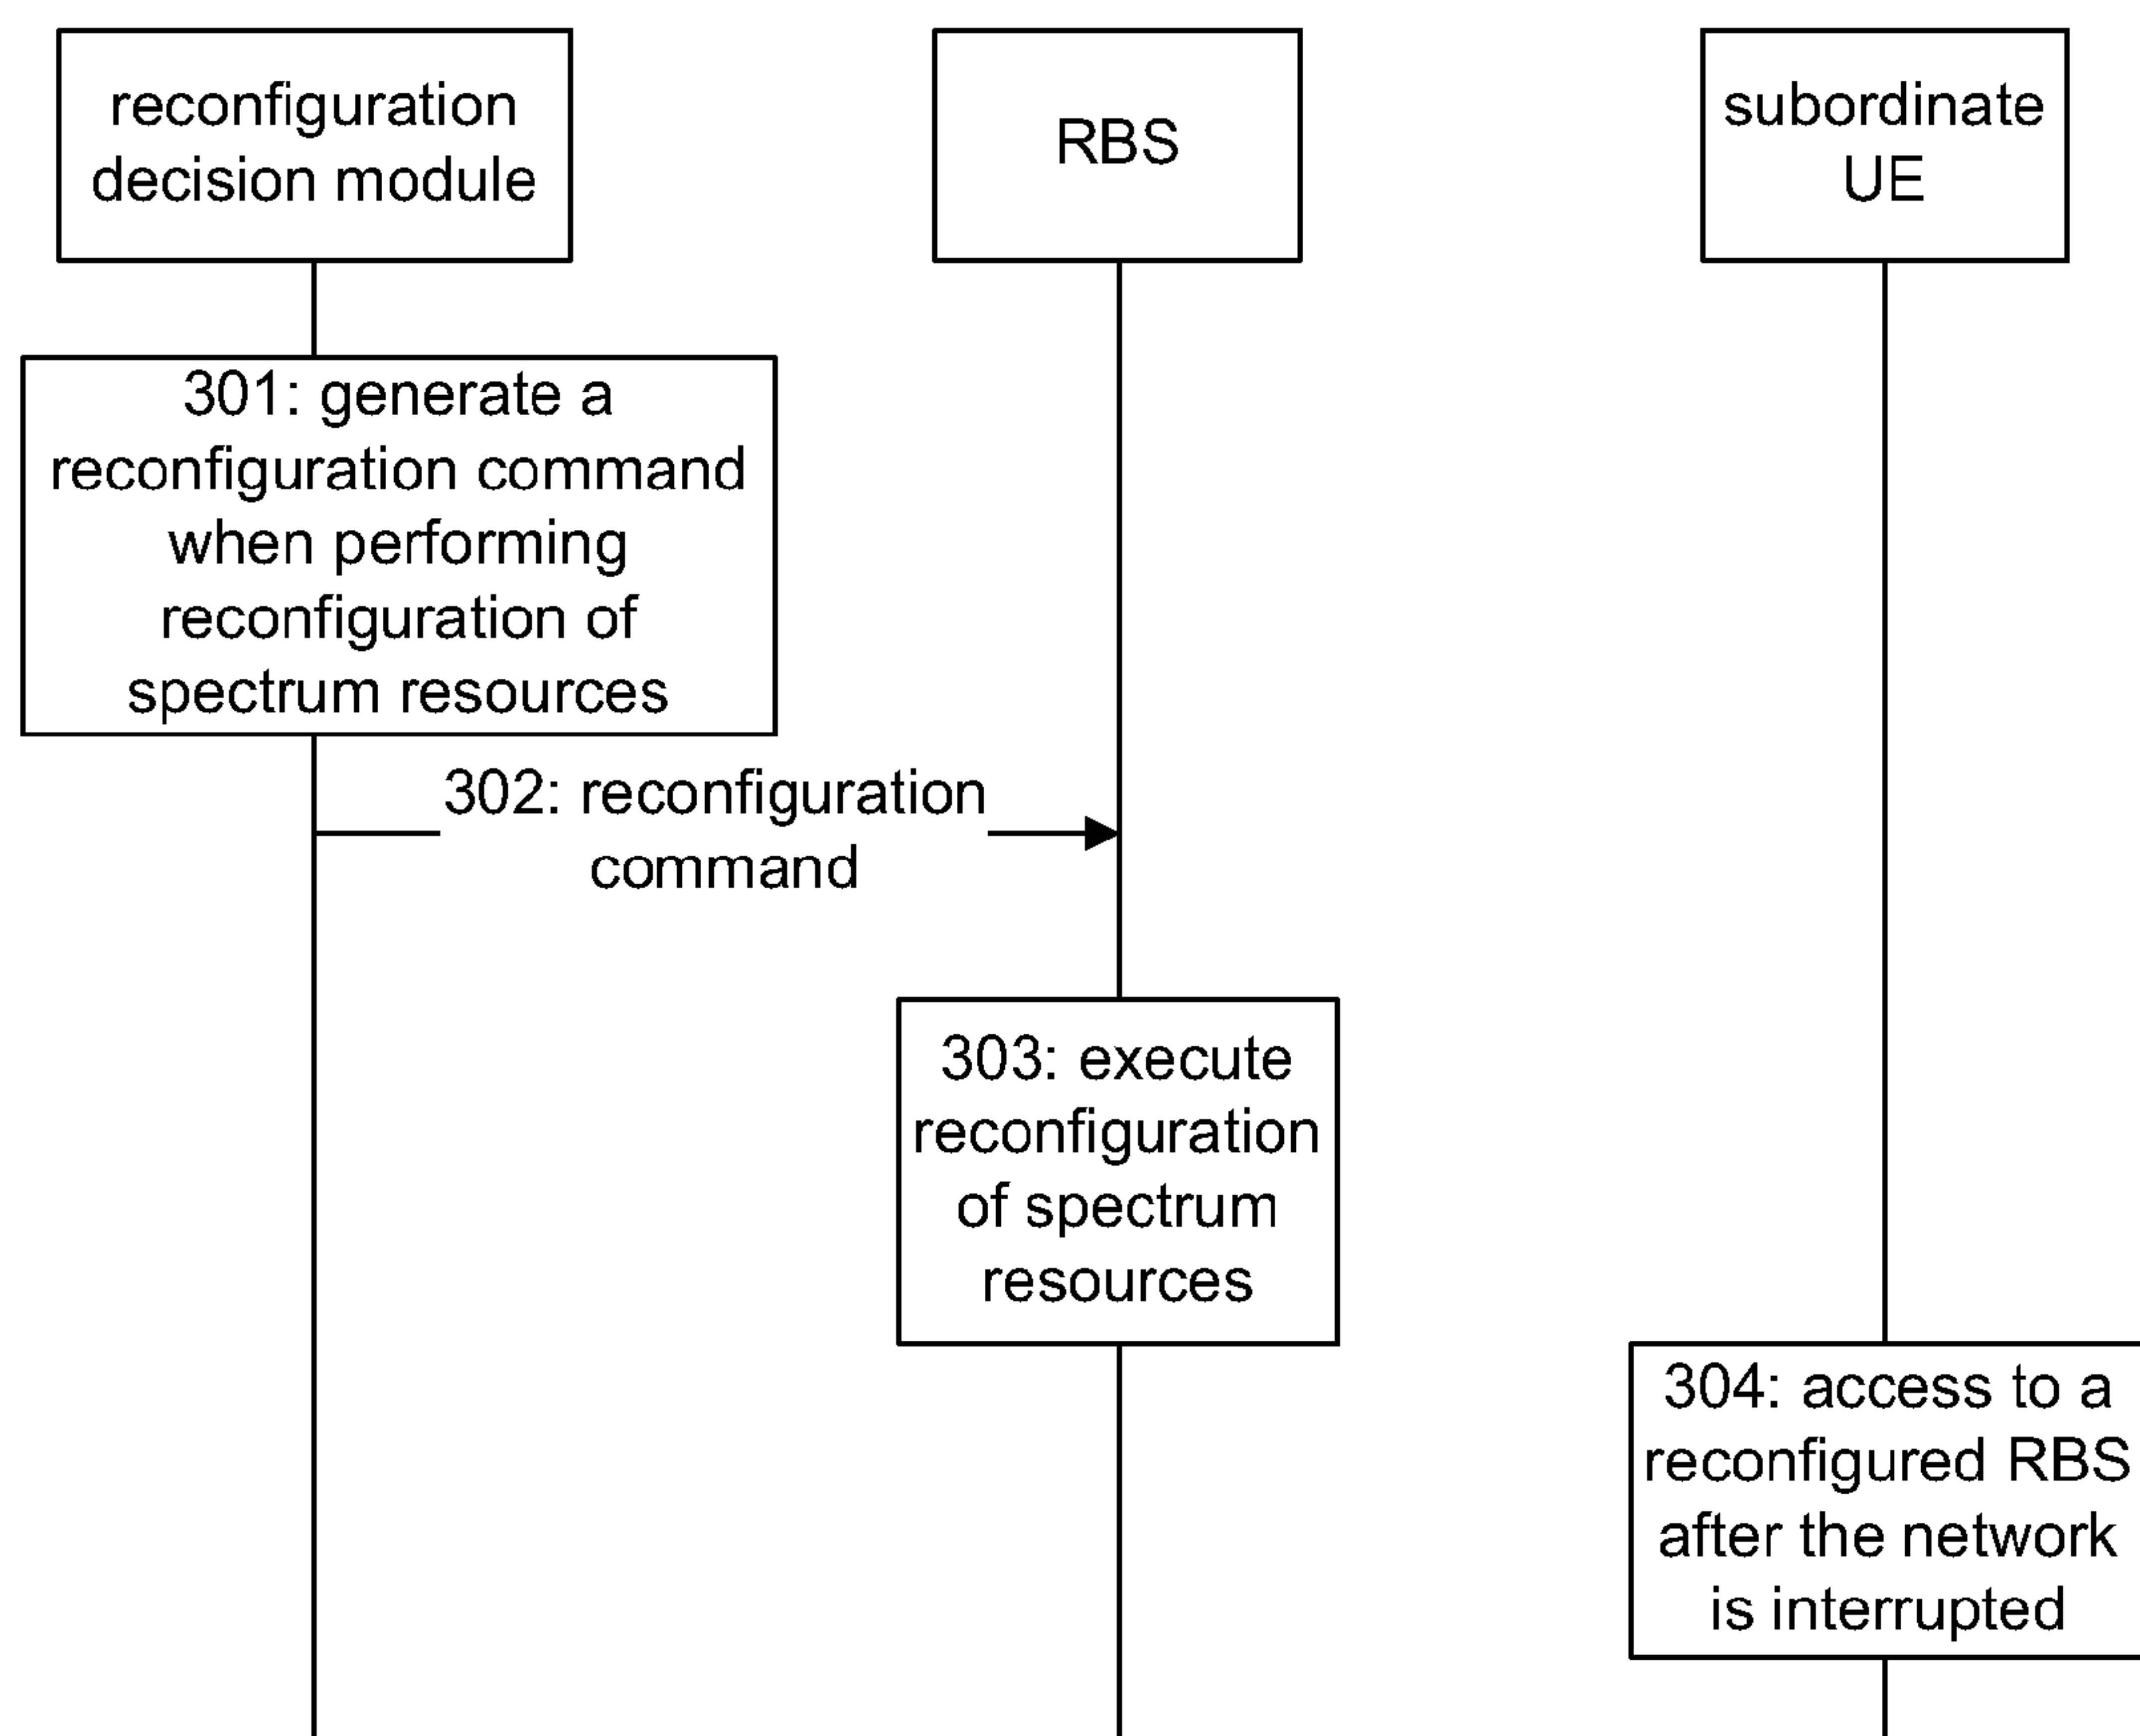 reconfiguration
decision module
RBS
subordinate
UE
301: generate a
reconfiguration command
when performing
reconfiguration of
spectrum resources
302: reconfiguration
command
303: execute
reconfiguration
of spectrum
resources
304: access to a
reconfigured RBS
after the network
is interrupted